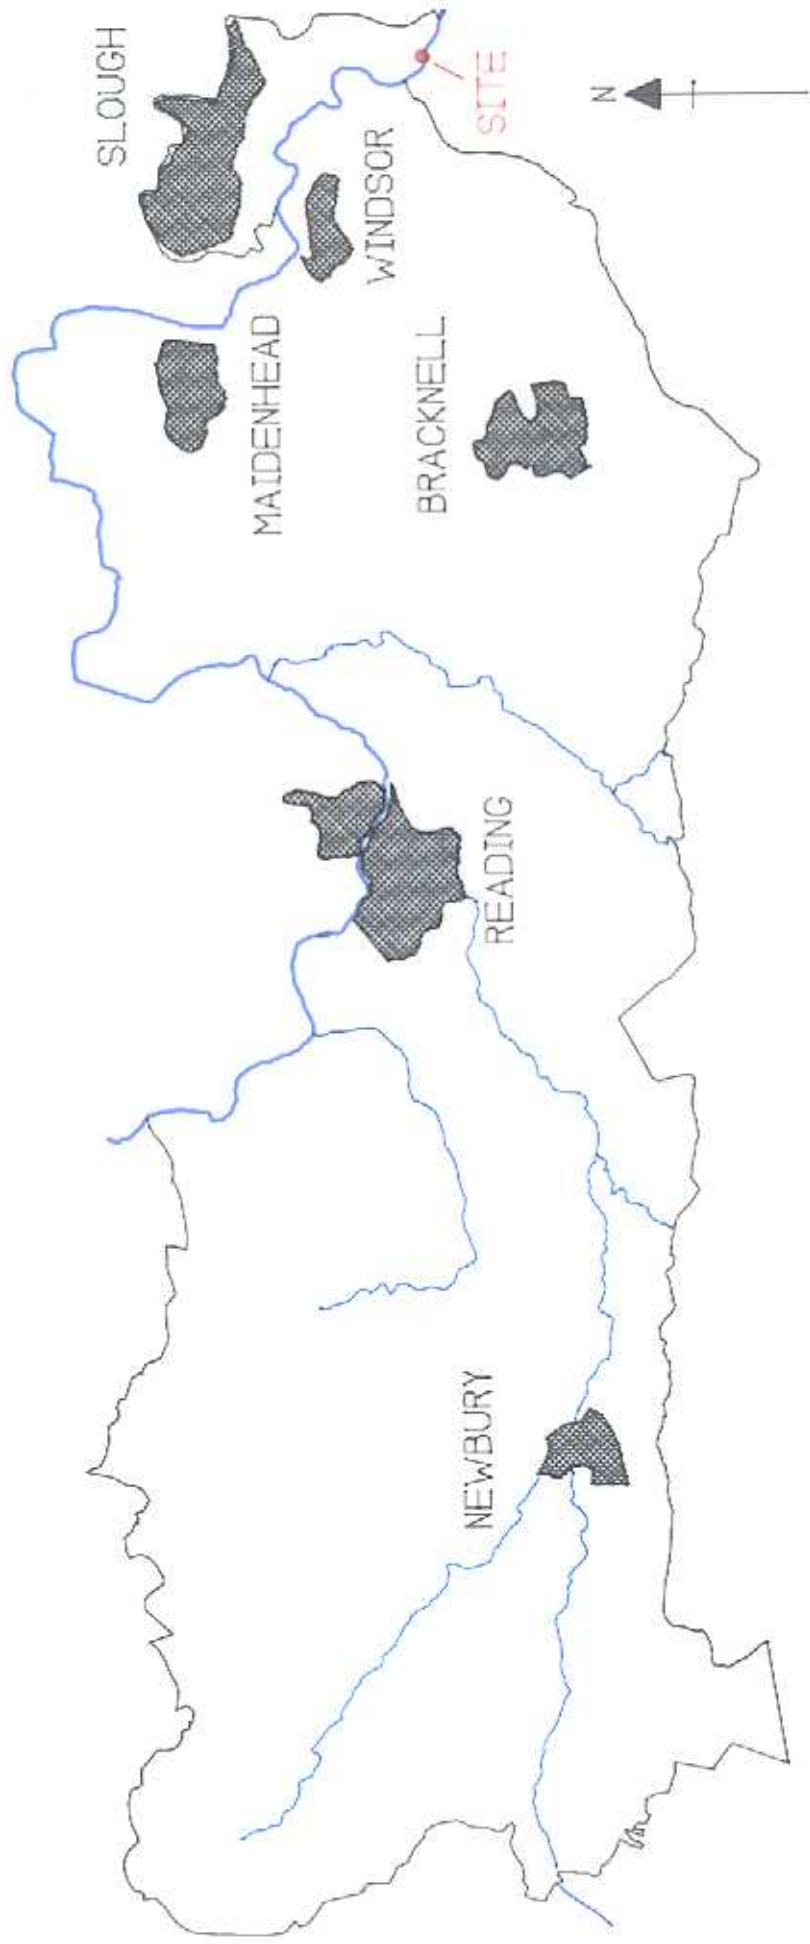 SLOUGH
SITE
N
WINDSOR
MAIDENHEAD
BRACKNELL
READING
NEWBURY